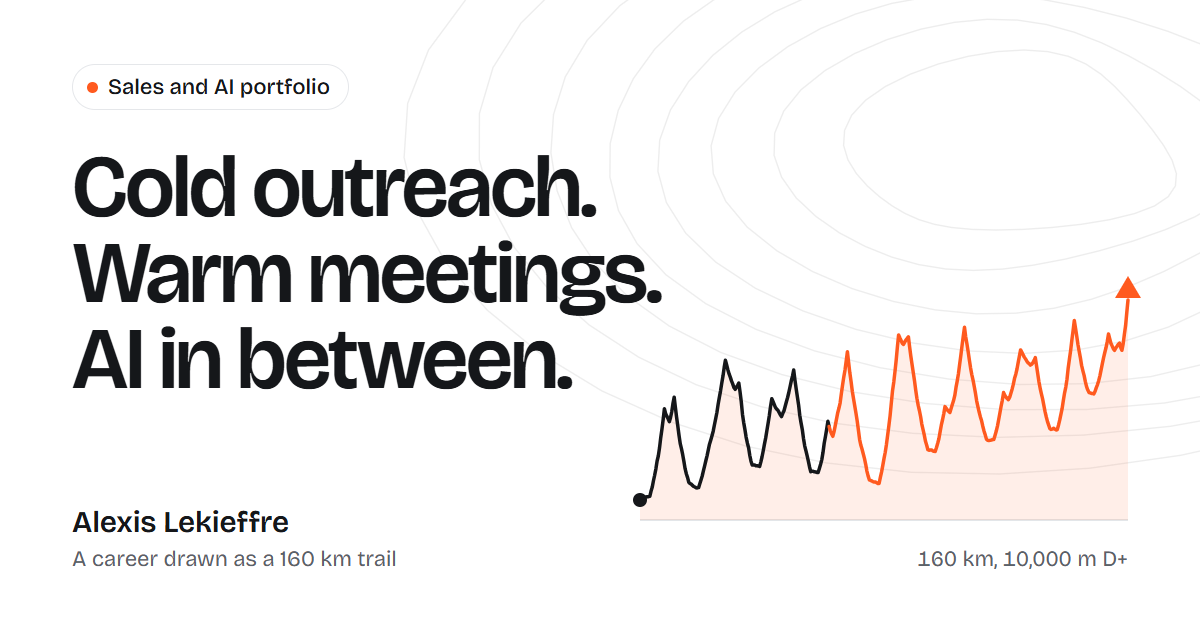 Sales and AI portfolio
Cold outreach.
Warm meetings.
AI in between.
Alexis Lekieffre
A career drawn as a 160 km trail
160 km, 10,000 m D+